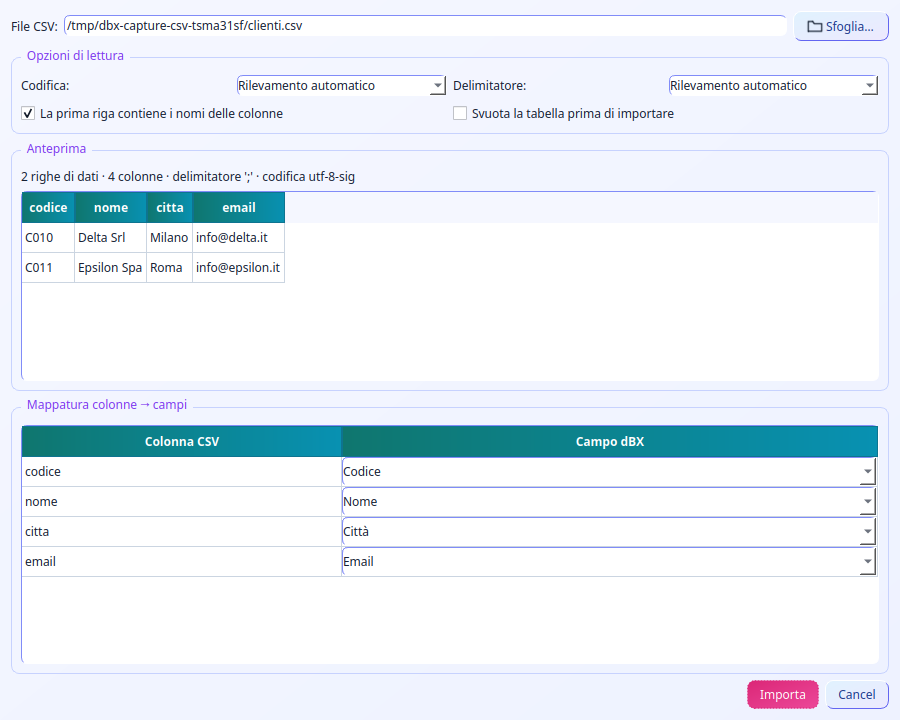 File CSV: /tmp/dbx-capture-csv-tsma31sf/clienti.csv Sfoglia...
Opzioni di lettura
Codifica: Rilevamento automatico Delimitatore: Rilevamento automatico
La prima riga contiene i nomi delle colonne Svuota la tabella prima di importare
Anteprima
2 righe di dati · 4 colonne · delimitatore ';' · codifica utf-8-sig
codice nome citta email
C010 Delta Srl Milano info@delta.it
C011 Epsilon Spa Roma info@epsilon.it
Mappatura colonne → campi
Colonna CSV Campo dBX
codice Codice
nome Nome
citta Città
email Email
Importa Cancel